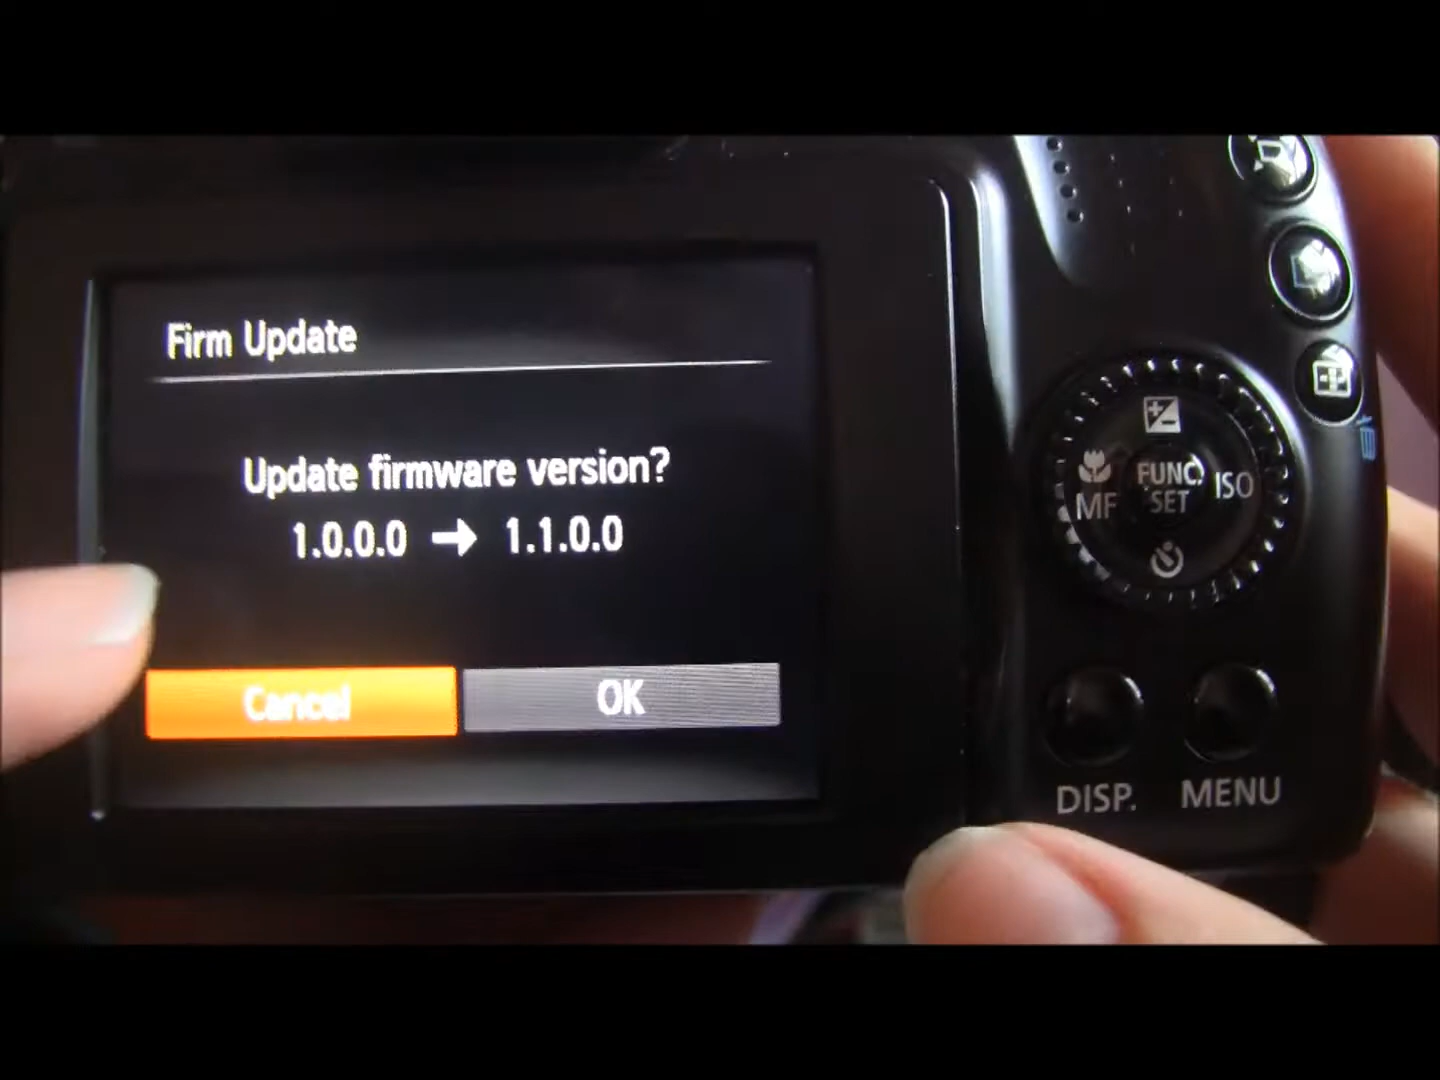 Firm Update
Update firmware version?
1.0.0.0 → 1.1.0.0
Cancel OK
MF FUNC. SET ISO
DISP. MENU